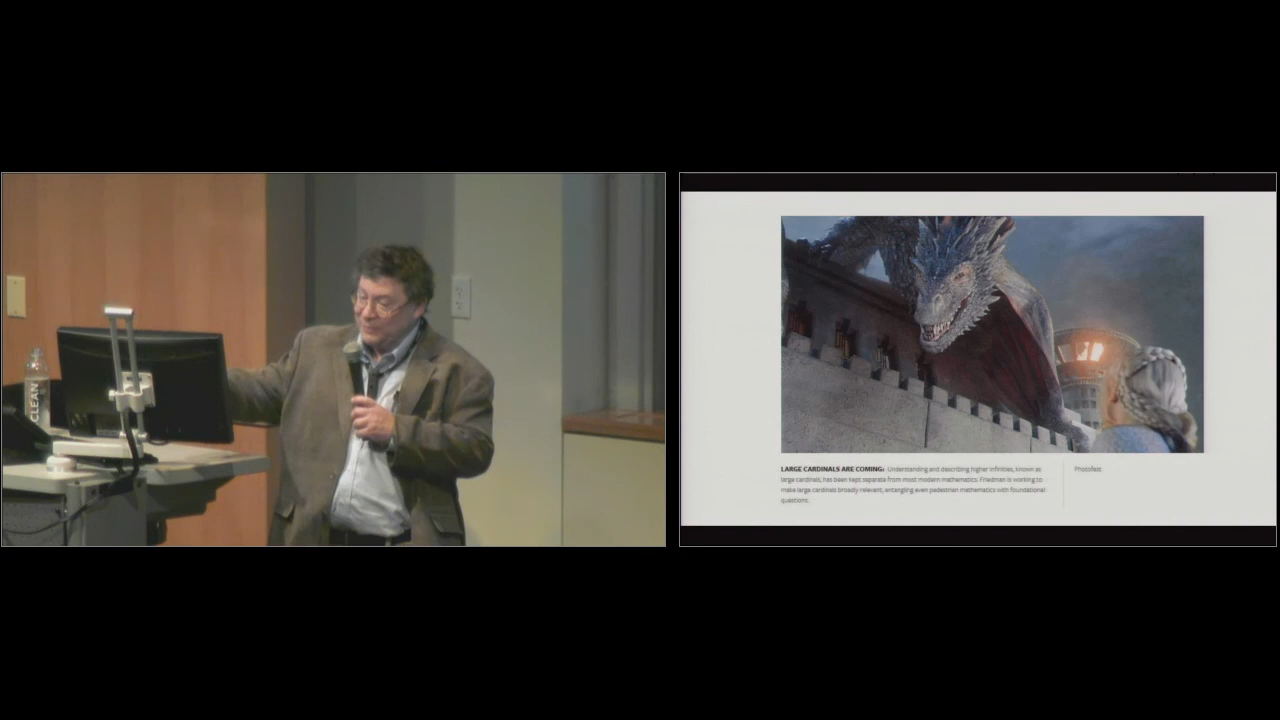 CLEAN
LARGE CARDINALS ARE COMING: Understanding and describing higher infinities, known as
large cardinals, has been kept separate from most modern mathematics. Friedman is working to
make large cardinals broadly relevant, entangling even pedestrian mathematics with foundational
questions.
Photofest